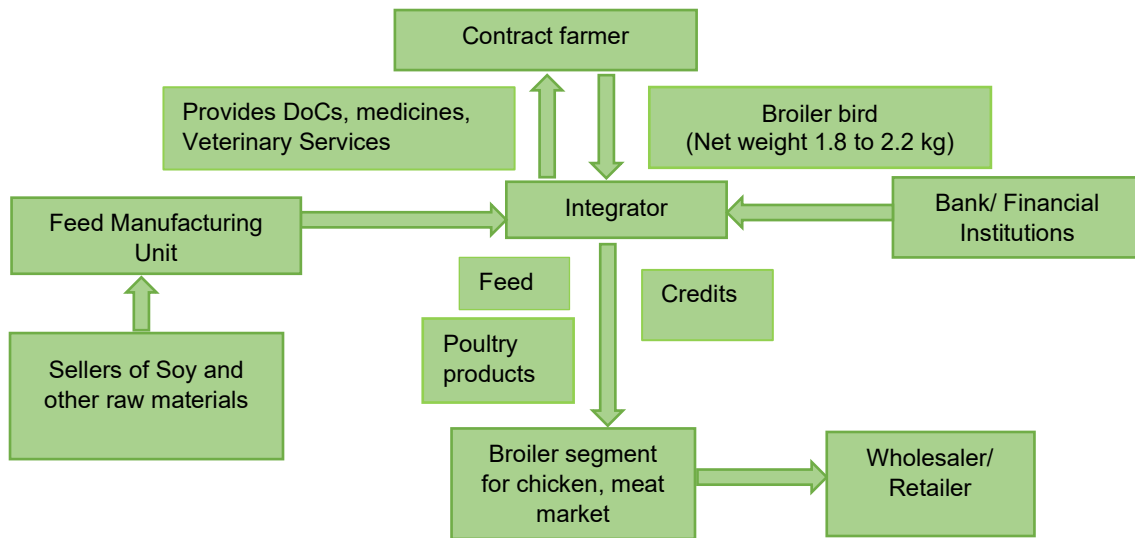 Contract farmer
Provides DoCs, medicines,
Veterinary Services
Broiler bird
(Net weight 1.8 to 2.2 kg)
Feed Manufacturing
Unit
Integrator
Bank/ Financial
Institutions
Feed
Credits
Poultry
products
Sellers of Soy and
other raw materials
Broiler segment
for chicken, meat
market
Wholesaler/
Retailer